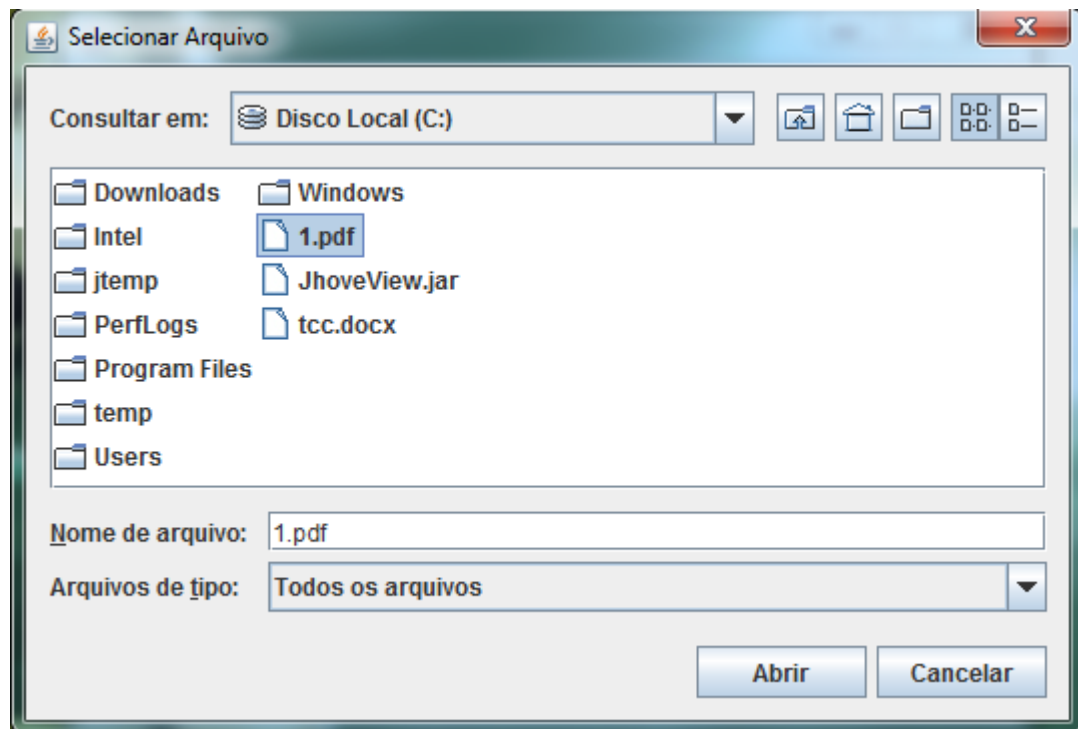 Selecionar Arquivo
Consultar em: Disco Local (C:)
Downloads Windows
Intel 1.pdf
jtemp JhoveView.jar
PerfLogs tcc.docx
Program Files
temp
Users
Nome de arquivo: 1.pdf
Arquivos de tipo: Todos os arquivos
Abrir Cancelar